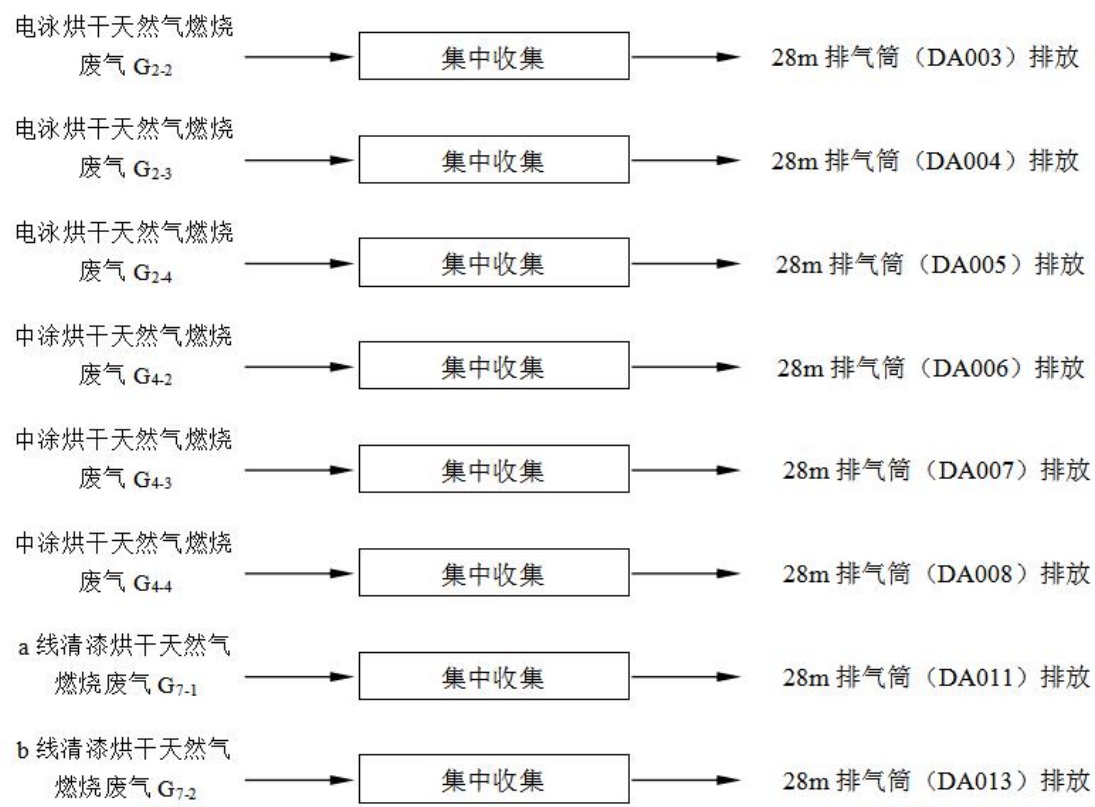 电泳烘干天然气燃烧
废气 G2-2
集中收集
28m 排气筒（DA003）排放
电泳烘干天然气燃烧
废气 G2-3
集中收集
28m 排气筒（DA004）排放
电泳烘干天然气燃烧
废气 G2-4
集中收集
28m 排气筒（DA005）排放
中涂烘干天然气燃烧
废气 G4-2
集中收集
28m 排气筒（DA006）排放
中涂烘干天然气燃烧
废气 G4-3
集中收集
28m 排气筒（DA007）排放
中涂烘干天然气燃烧
废气 G4-4
集中收集
28m 排气筒（DA008）排放
a 线清漆烘干天然气
燃烧废气 G7-1
集中收集
28m 排气筒（DA011）排放
b 线清漆烘干天然气
燃烧废气 G7-2
集中收集
28m 排气筒（DA013）排放